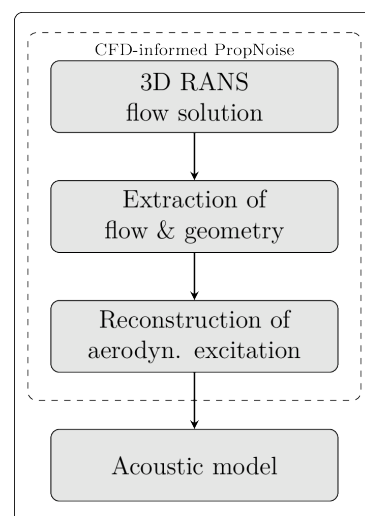 CFD-informed PropNoise
3D RANS
flow solution
Extraction of
flow & geometry
Reconstruction of
aerodyn. excitation
Acoustic model